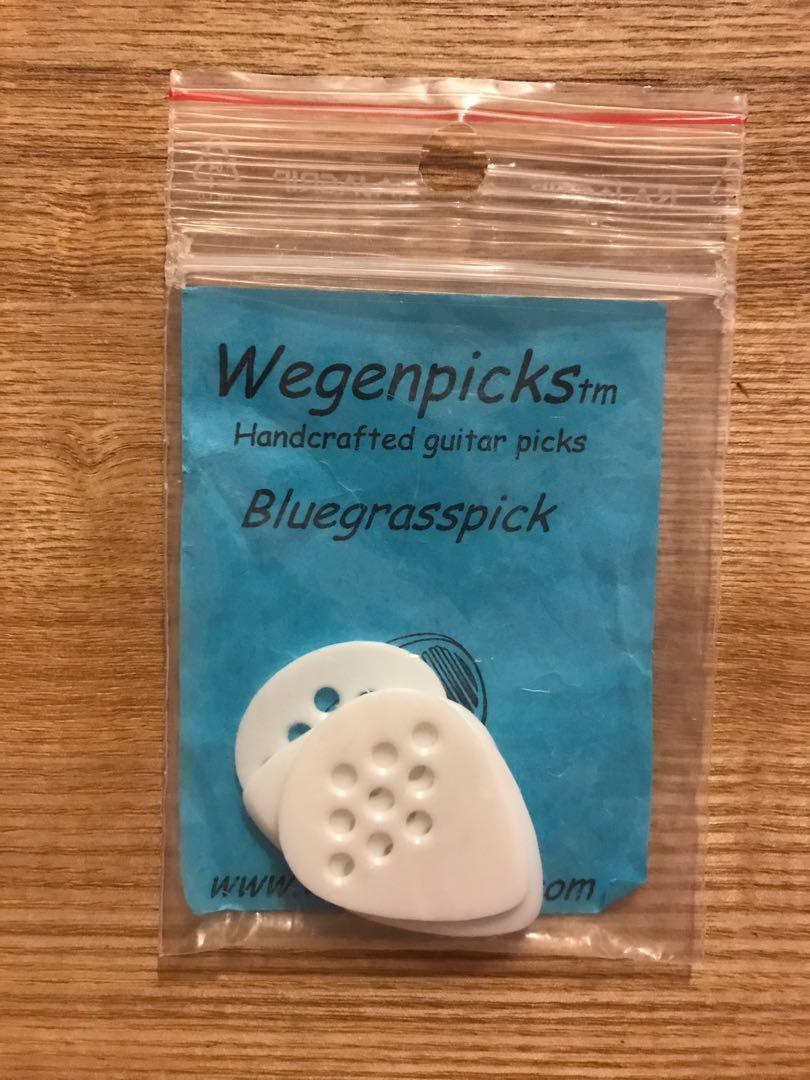 Wegenpickstm
Handcrafted guitar picks
Bluegrasspick
www.
om